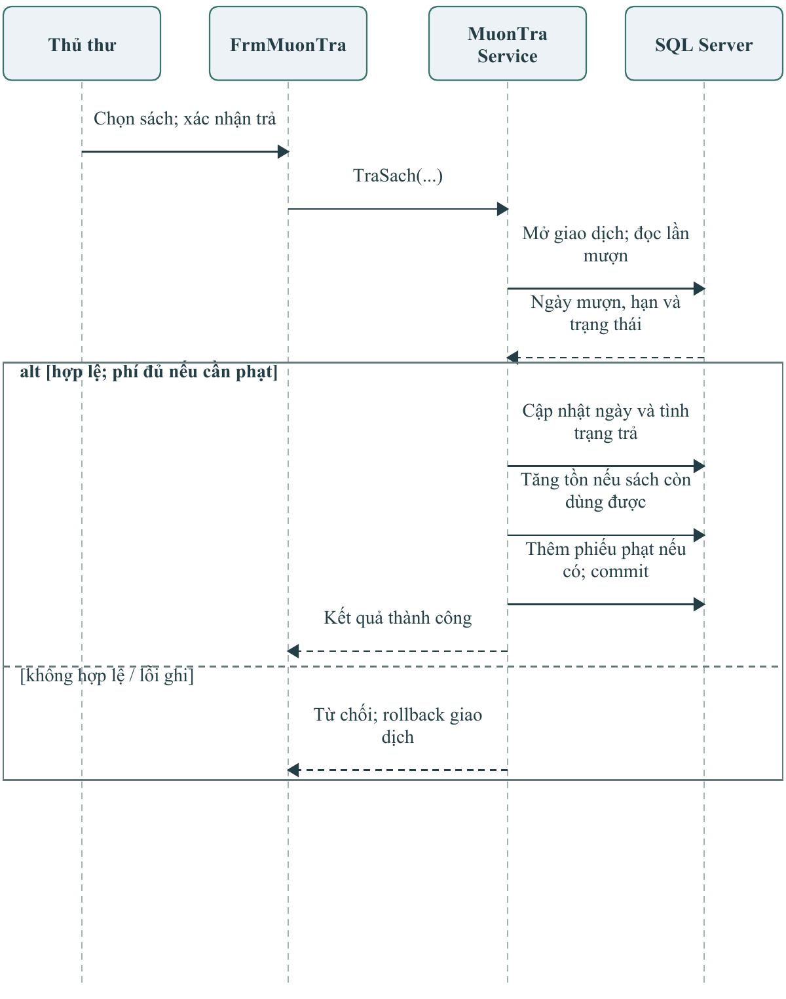 Thủ thư
FrmMuonTra
MuonTra
Service
SQL Server
Chọn sách; xác nhận trả
TraSach(...)
Mở giao dịch; đọc lần
mượn
Ngày mượn, hạn và
trạng thái
alt [hợp lệ; phí đủ nếu cần phạt]
Cập nhật ngày và tình
trạng trả
Tăng tồn nếu sách còn
dùng được
Thêm phiếu phạt nếu
có; commit
Kết quả thành công
[không hợp lệ / lỗi ghi]
Từ chối; rollback giao
dịch